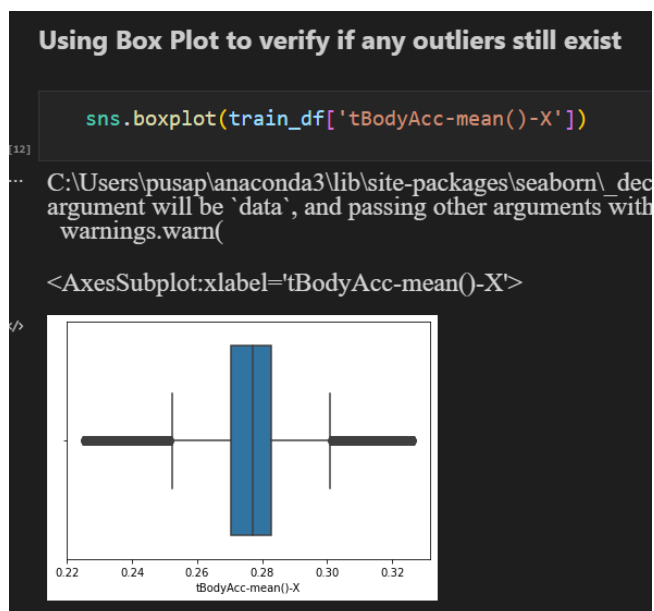 Using Box Plot to verify if any outliers still exist
sns.boxplot(train_df['tBodyAcc-mean()-X'])
[12]
... C:\Users\pusap\anaconda3\lib\site-packages\seaborn\_dec
argument will be `data`, and passing other arguments with
warnings.warn(
<AxesSubplot:xlabel='tBodyAcc-mean()-X'>
</>
0.22 0.24 0.26 0.28 0.30 0.32
tBodyAcc-mean()-X